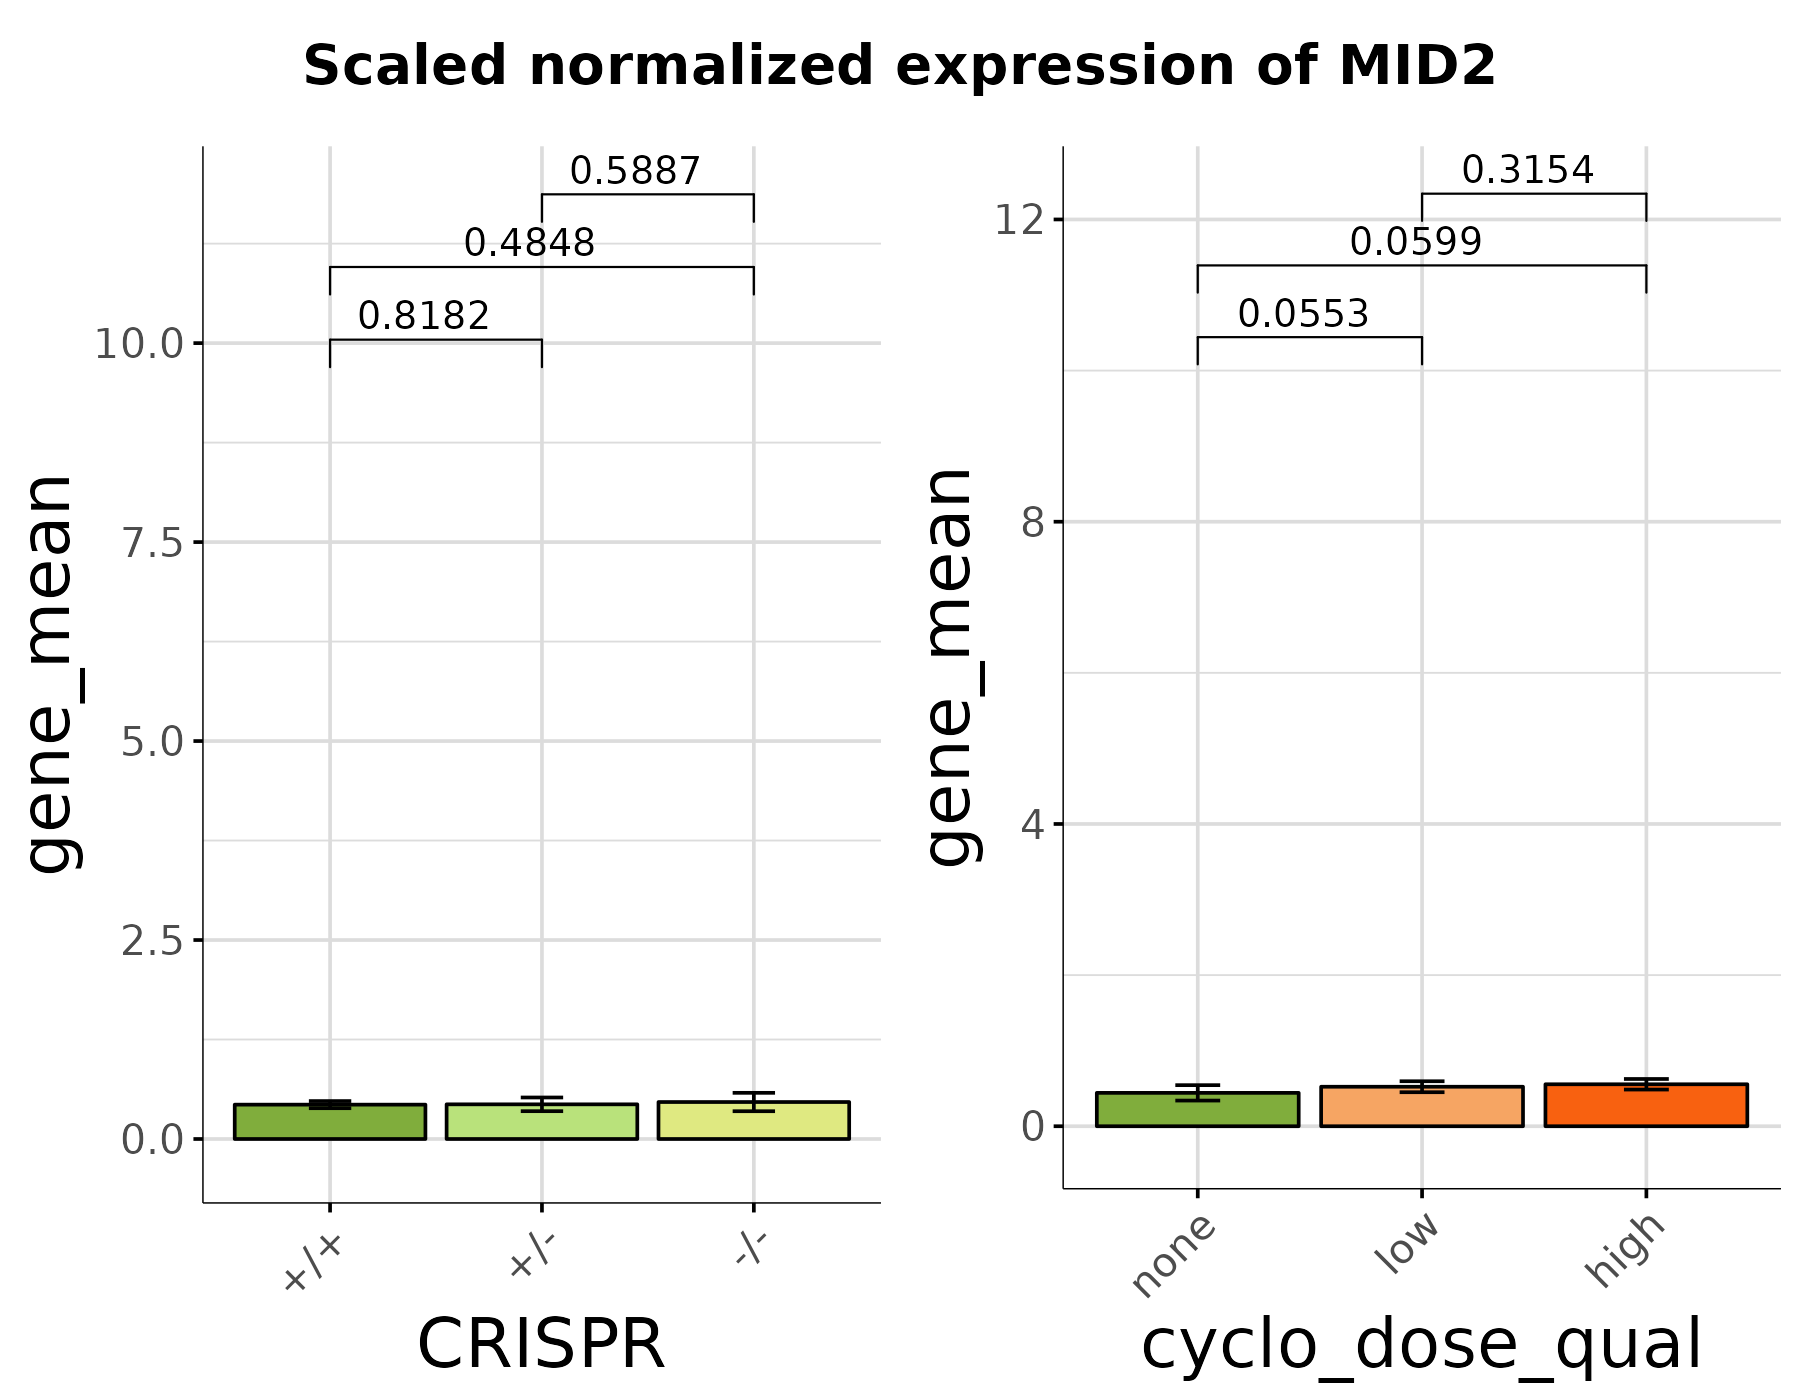 Scaled normalized expression of MID2
gene_mean
10.0
7.5
5.0
2.5
0.0
0.5887
0.4848
0.8182
+/+
+/-
-/-
CRISPR
gene_mean
12
8
4
0
0.3154
0.0599
0.0553
none
low
high
cyclo_dose_qual